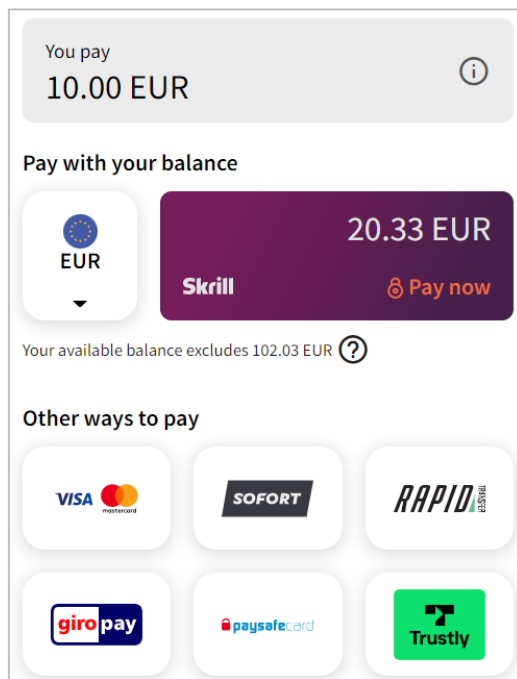 You pay
10.00 EUR
Pay with your balance
EUR
20.33 EUR
Skrill
Pay now
Your available balance excludes 102.03 EUR
Other ways to pay
VISA mastercard
SOFORT
RAPID TRANSFER
giropay
paysafecard
Trustly